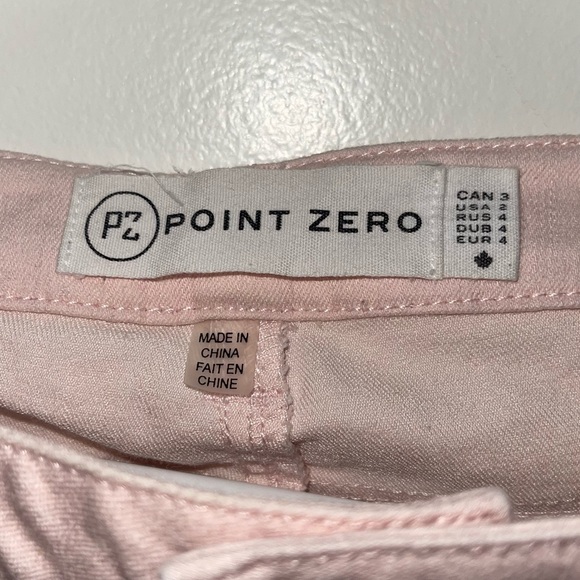 PZ POINT ZERO
CAN 3
USA 2
RUS 4
DUB 4
EUR 4
MADE IN
CHINA
FAIT EN
CHINE